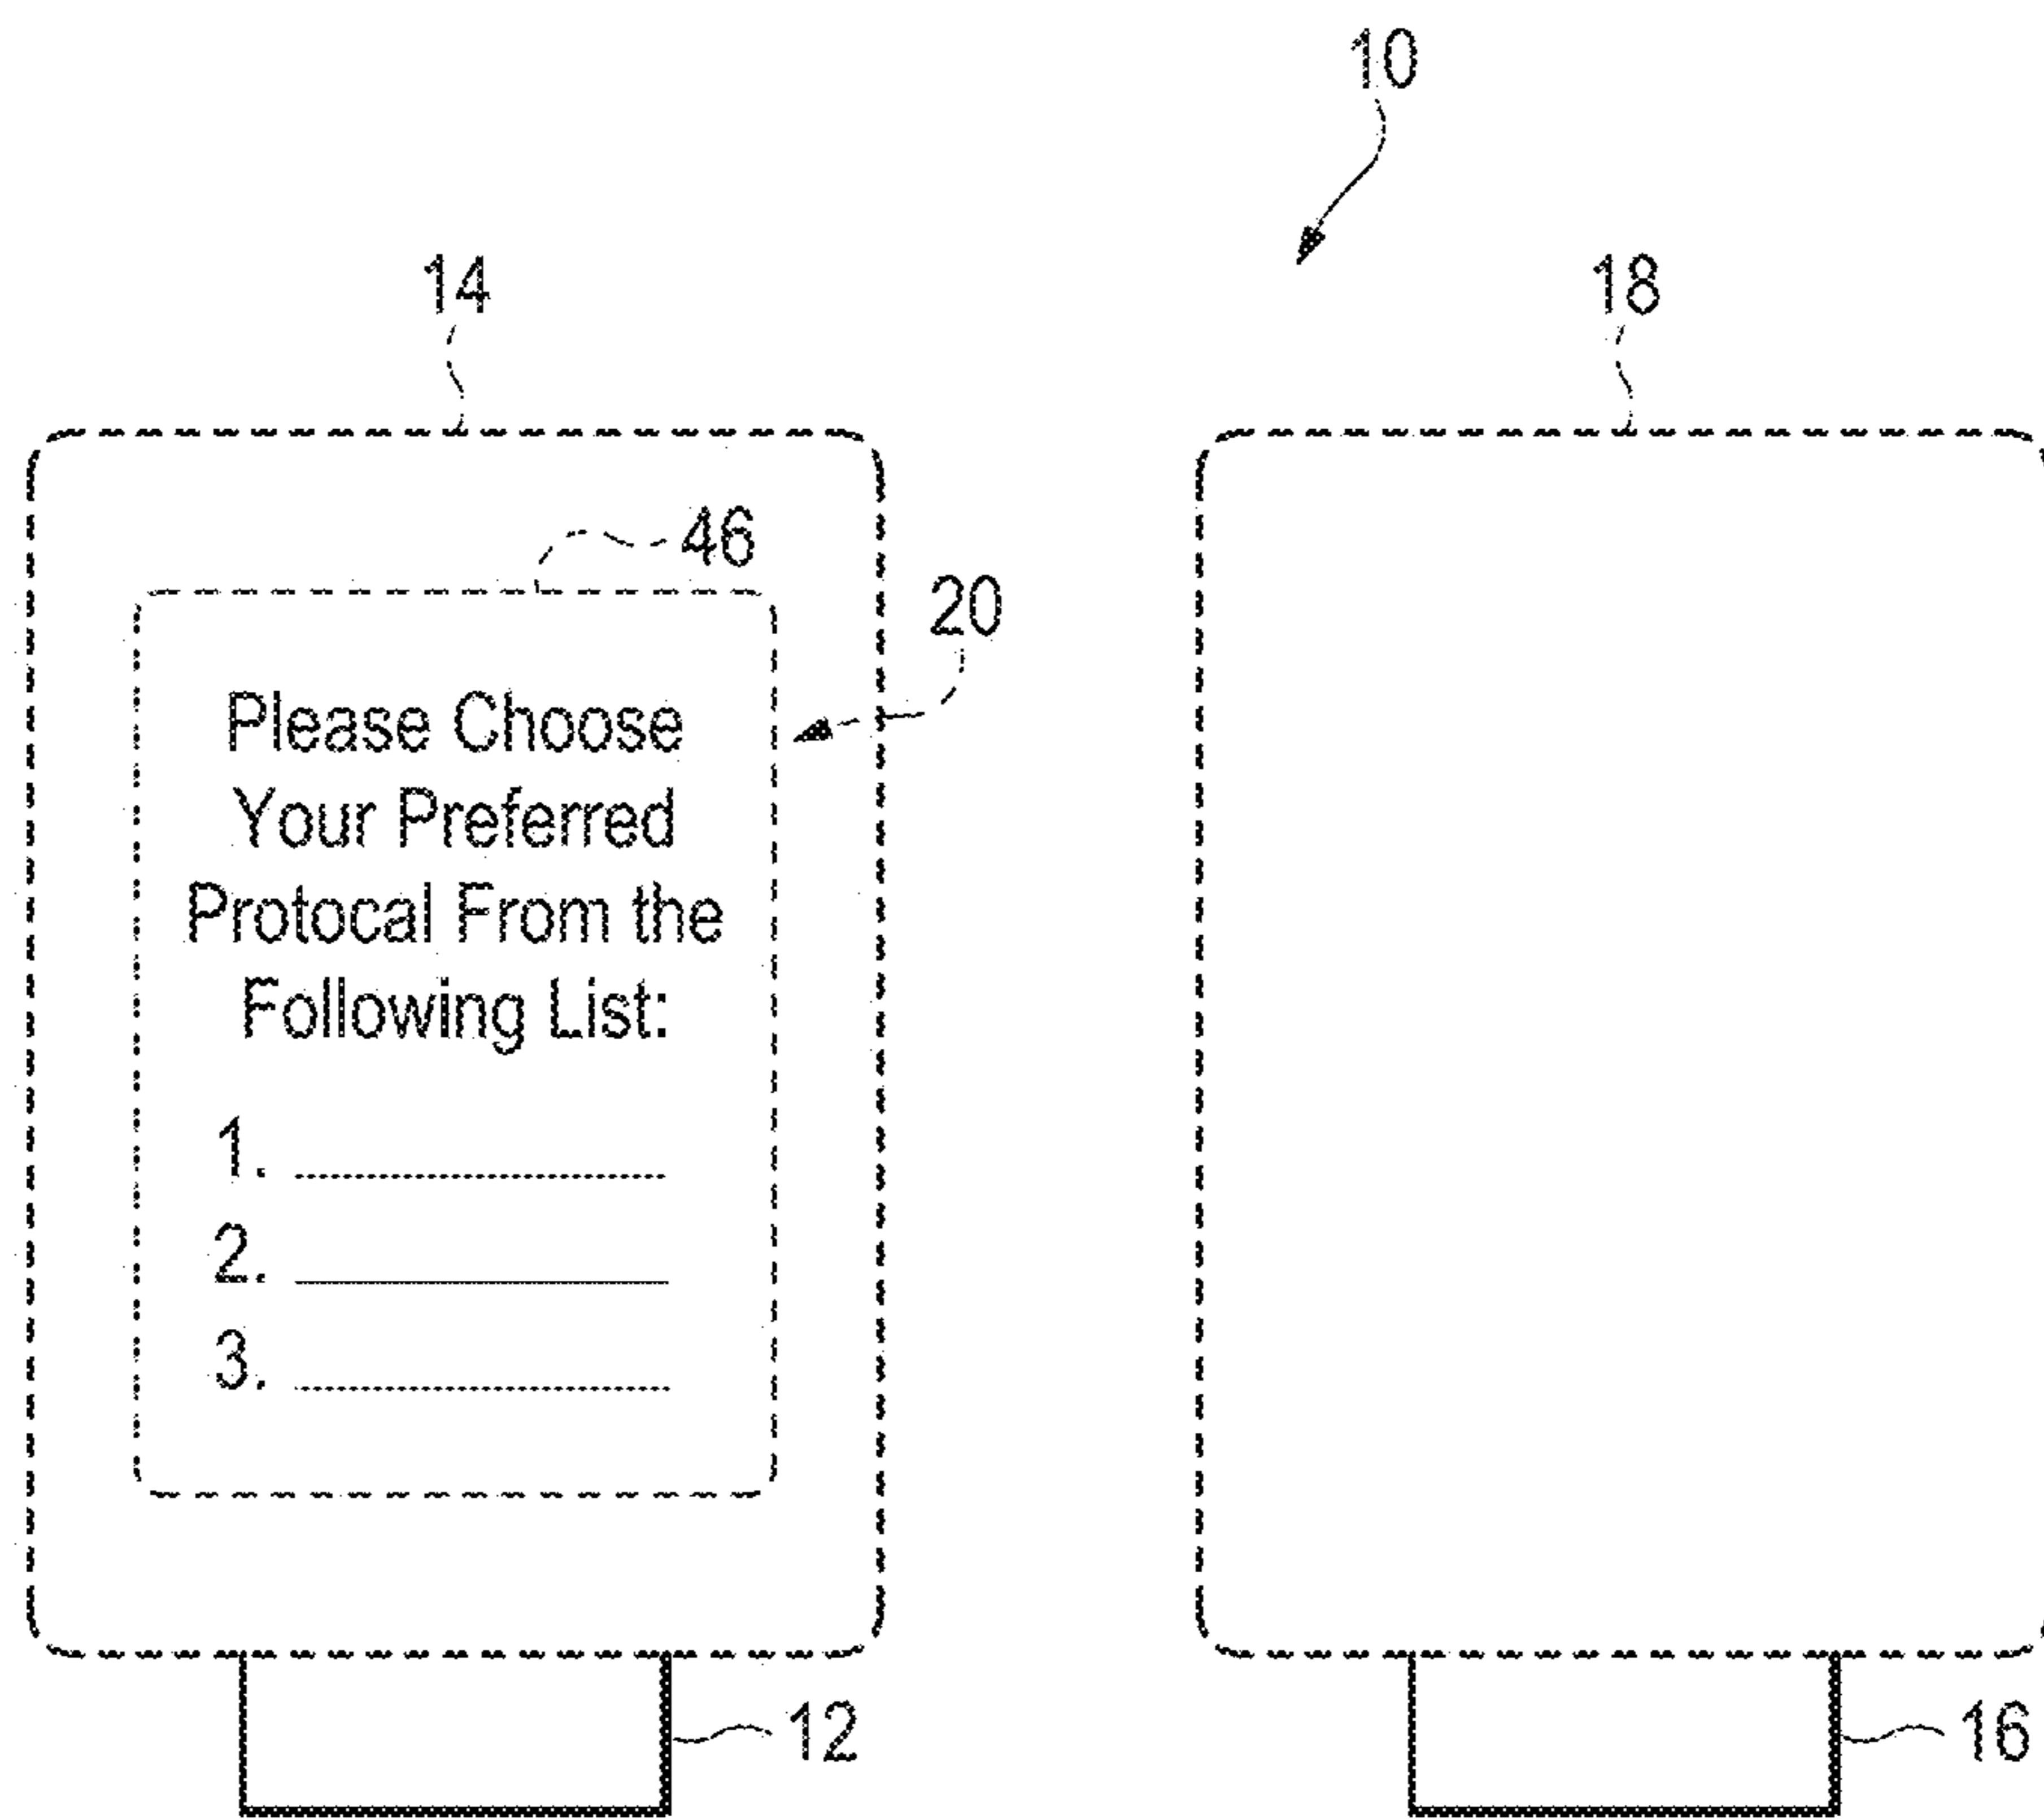 10
14
18
46
20
Please Choose
Your Preferred
Protocal From the
Following List:
1.
2.
3.
12
16